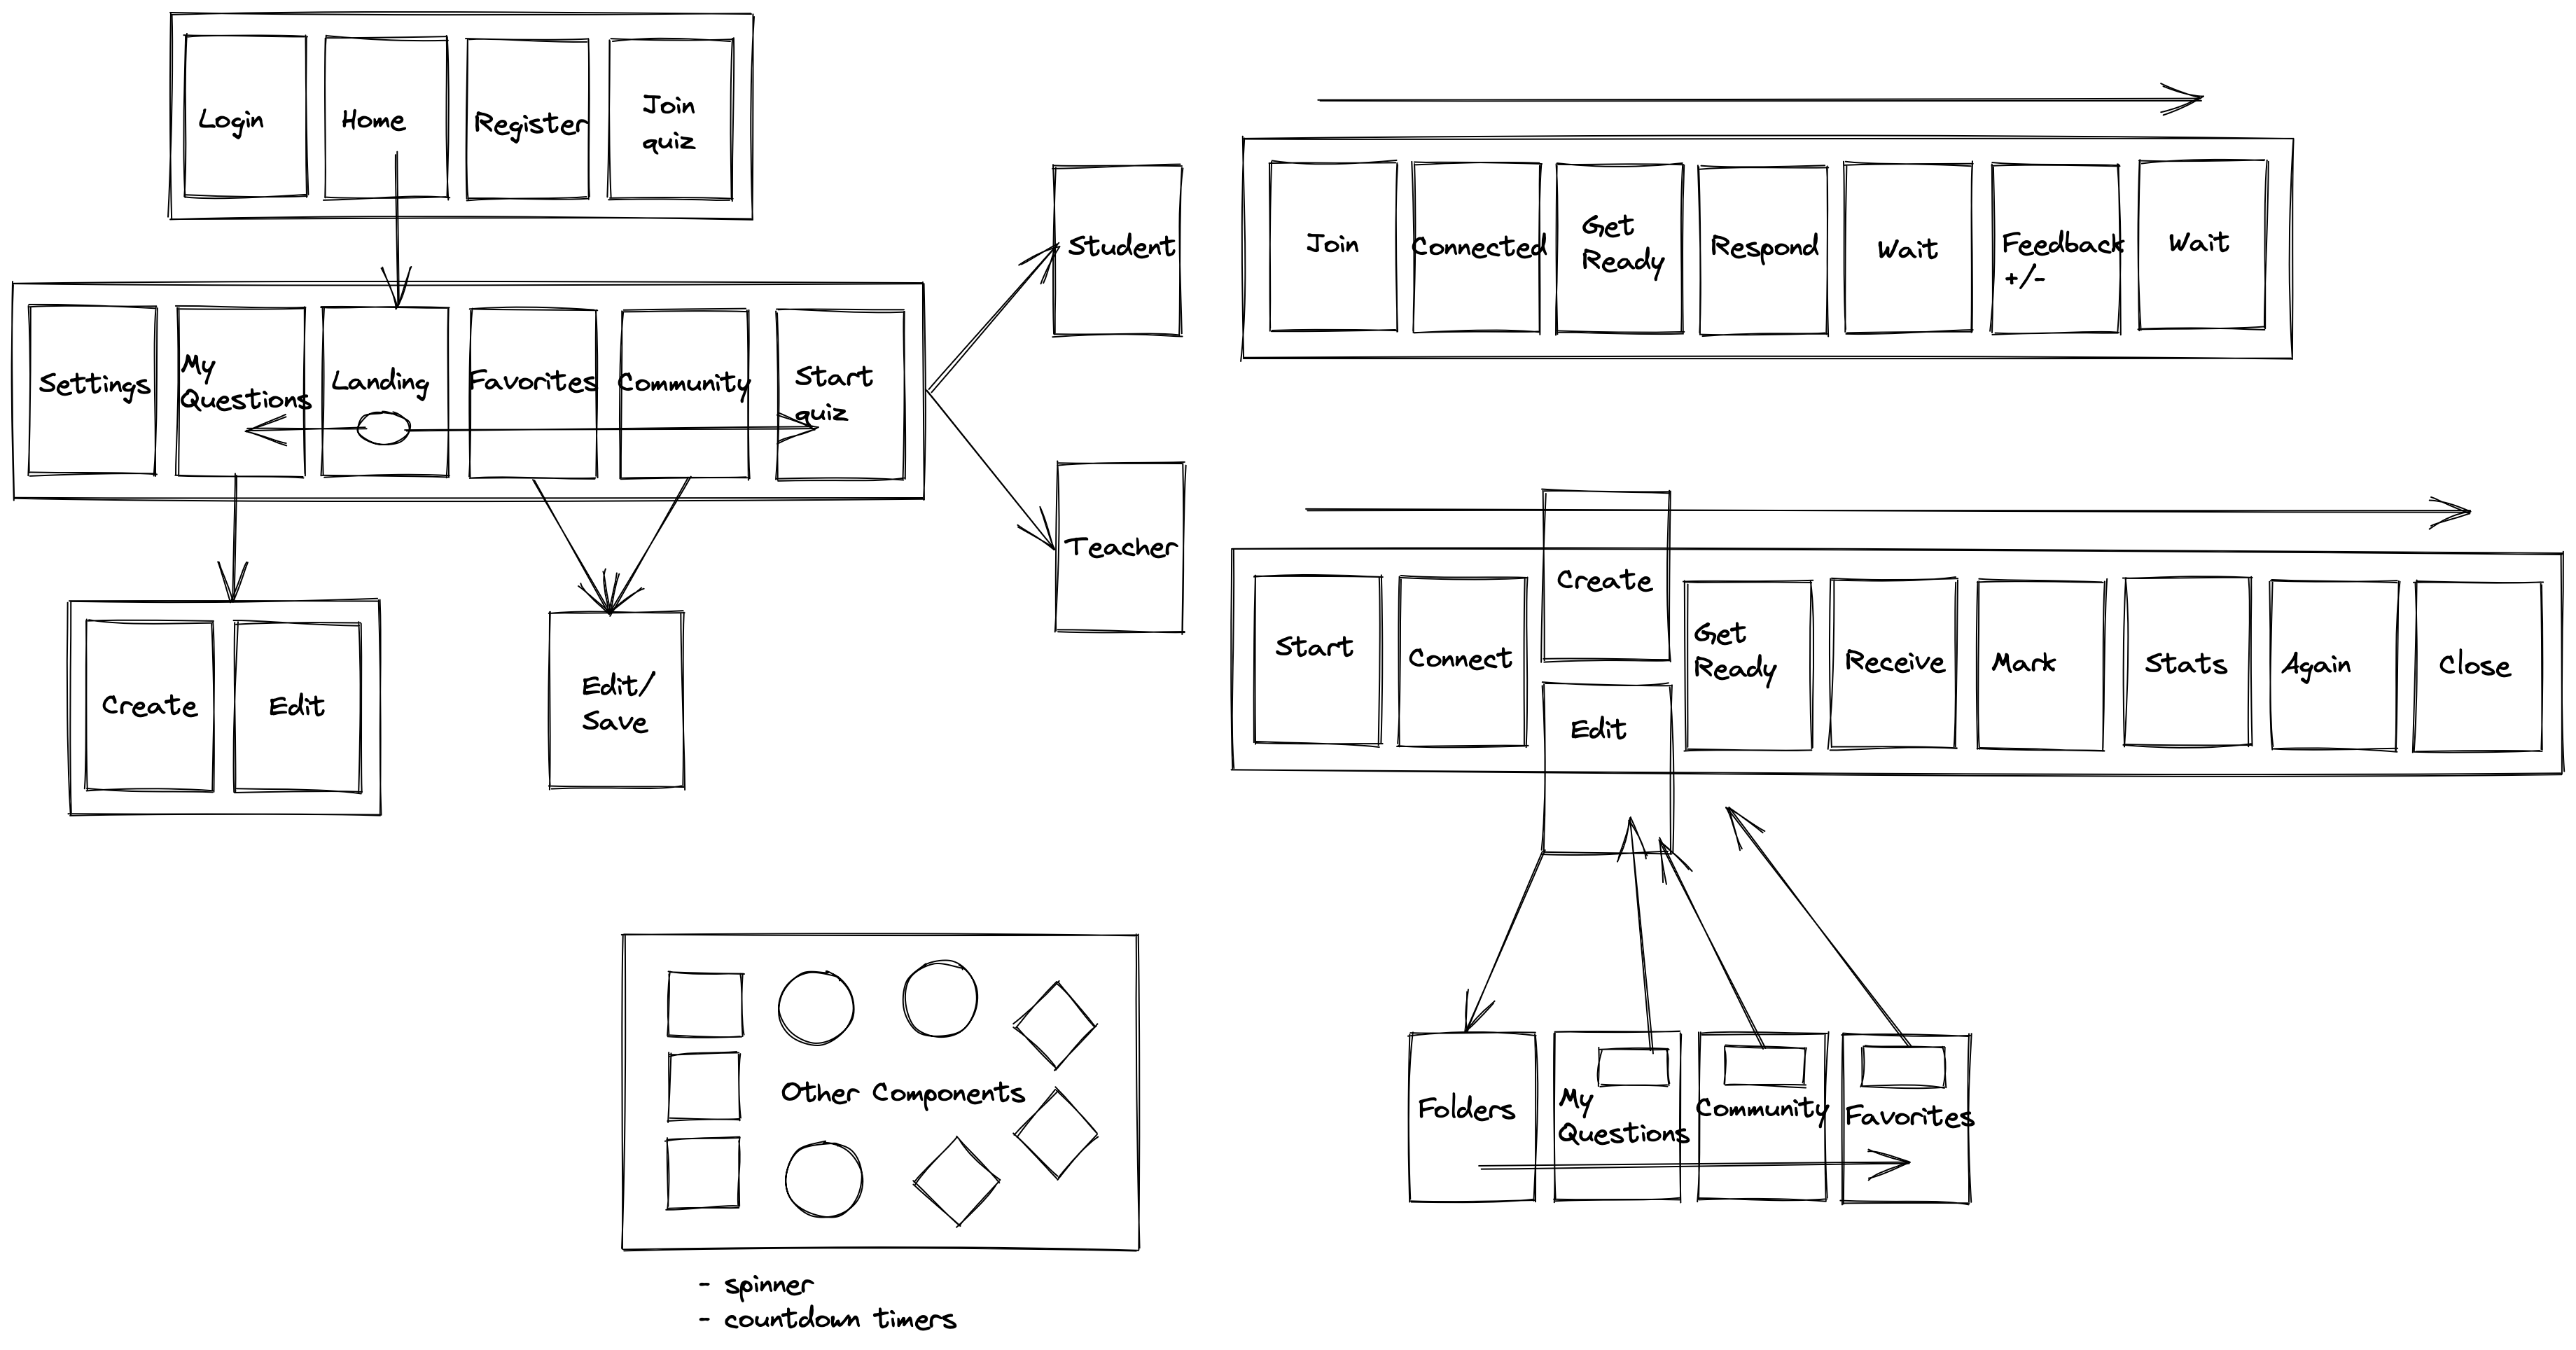 Login
Home
Register
Join
quiz
Settings
My
Questions
Landing
Favorites
Community
Start
quiz
Create
Edit
Edit/
Save
Student
Teacher
Join
Connected
Get
Ready
Respond
Wait
Feedback
+/-
Wait
Start
Connect
Create
Edit
Get
Ready
Receive
Mark
Stats
Again
Close
Folders
My
Questions
Community
Favorites
Other Components
- spinner
- countdown timers